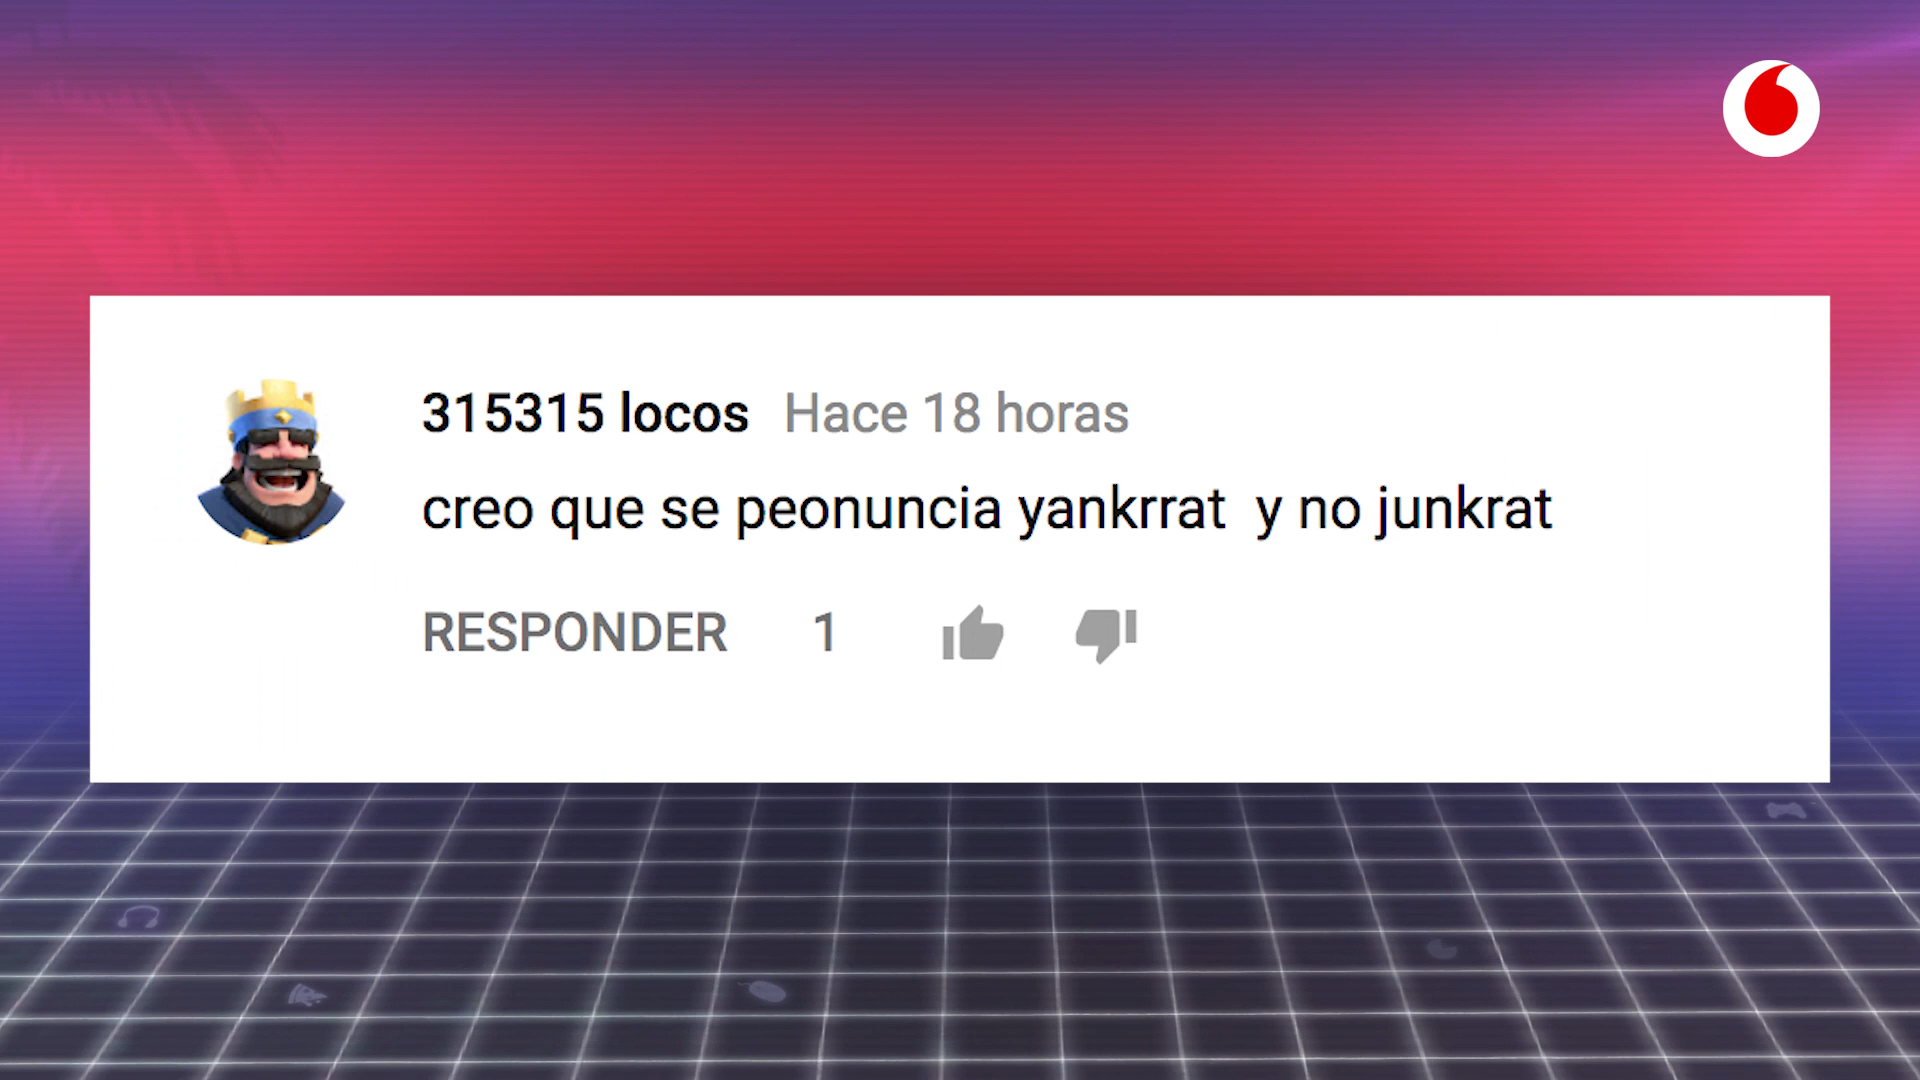 315315 locos Hace 18 horas
creo que se peonuncia yankrrat  y no junkrat
RESPONDER 1